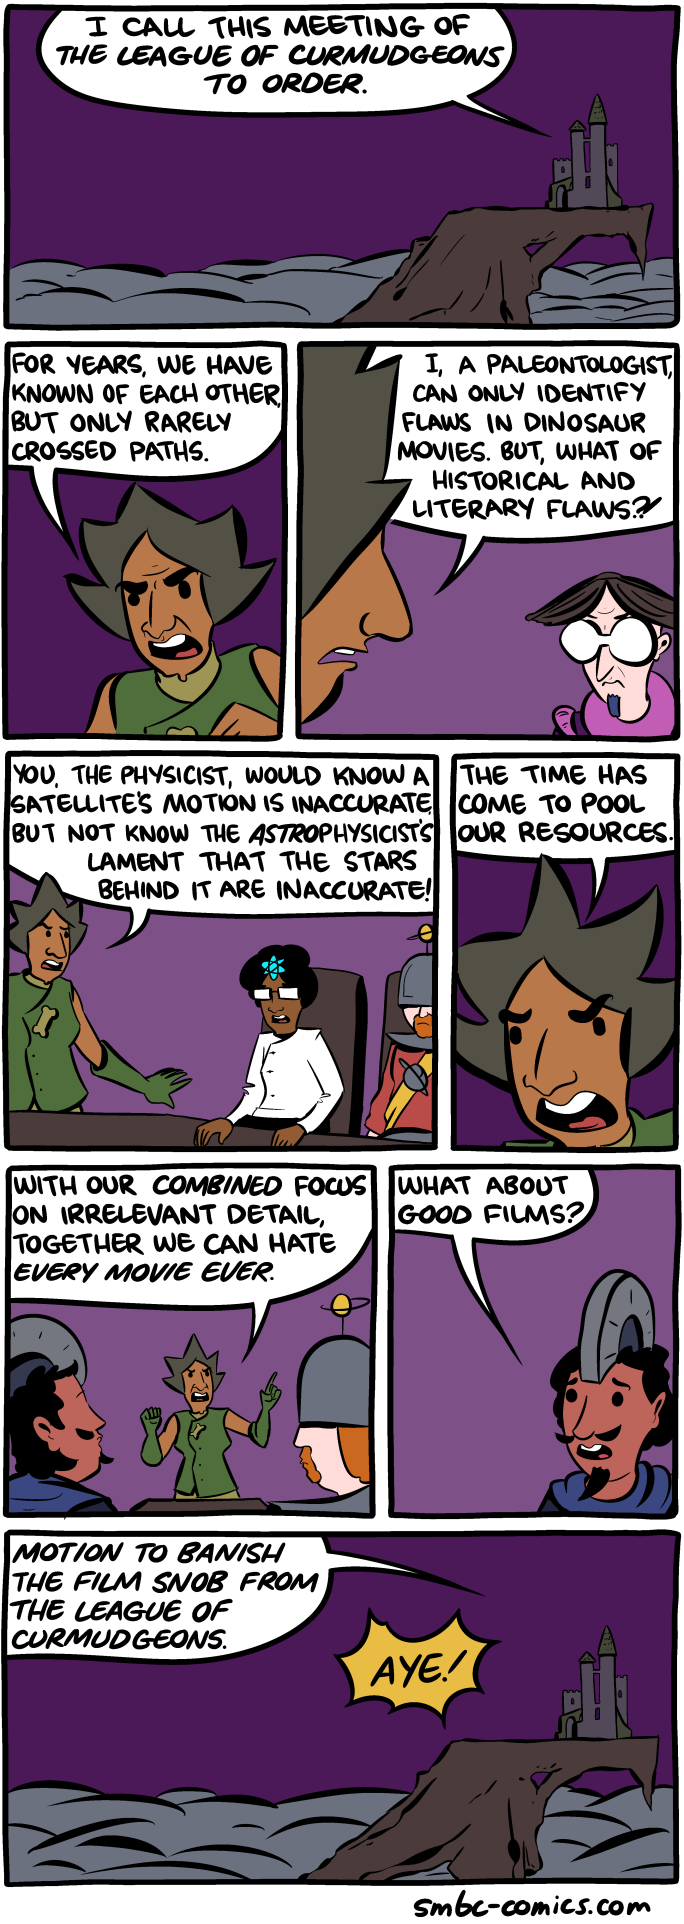 I CALL THIS MEETING OF
THE LEAGUE OF CURMUDGEONS
TO ORDER.
FOR YEARS, WE HAVE
KNOWN OF EACH OTHER,
BUT ONLY RARELY
CROSSED PATHS.
I, A PALEONTOLOGIST,
CAN ONLY IDENTIFY
FLAWS IN DINOSAUR
MOVIES. BUT, WHAT OF
HISTORICAL AND
LITERARY FLAWS?!
YOU, THE PHYSICIST, WOULD KNOW A
SATELLITE'S MOTION IS INACCURATE,
BUT NOT KNOW THE ASTROPHYSICIST'S
LAMENT THAT THE STARS
BEHIND IT ARE INACCURATE!
THE TIME HAS
COME TO POOL
OUR RESOURCES.
WITH OUR COMBINED FOCUS
ON IRRELEVANT DETAIL,
TOGETHER WE CAN HATE
EVERY MOVIE EVER.
WHAT ABOUT
GOOD FILMS?
MOTION TO BANISH
THE FILM SNOB FROM
THE LEAGUE OF
CURMUDGEONS.
AYE!
smbc-comics.com